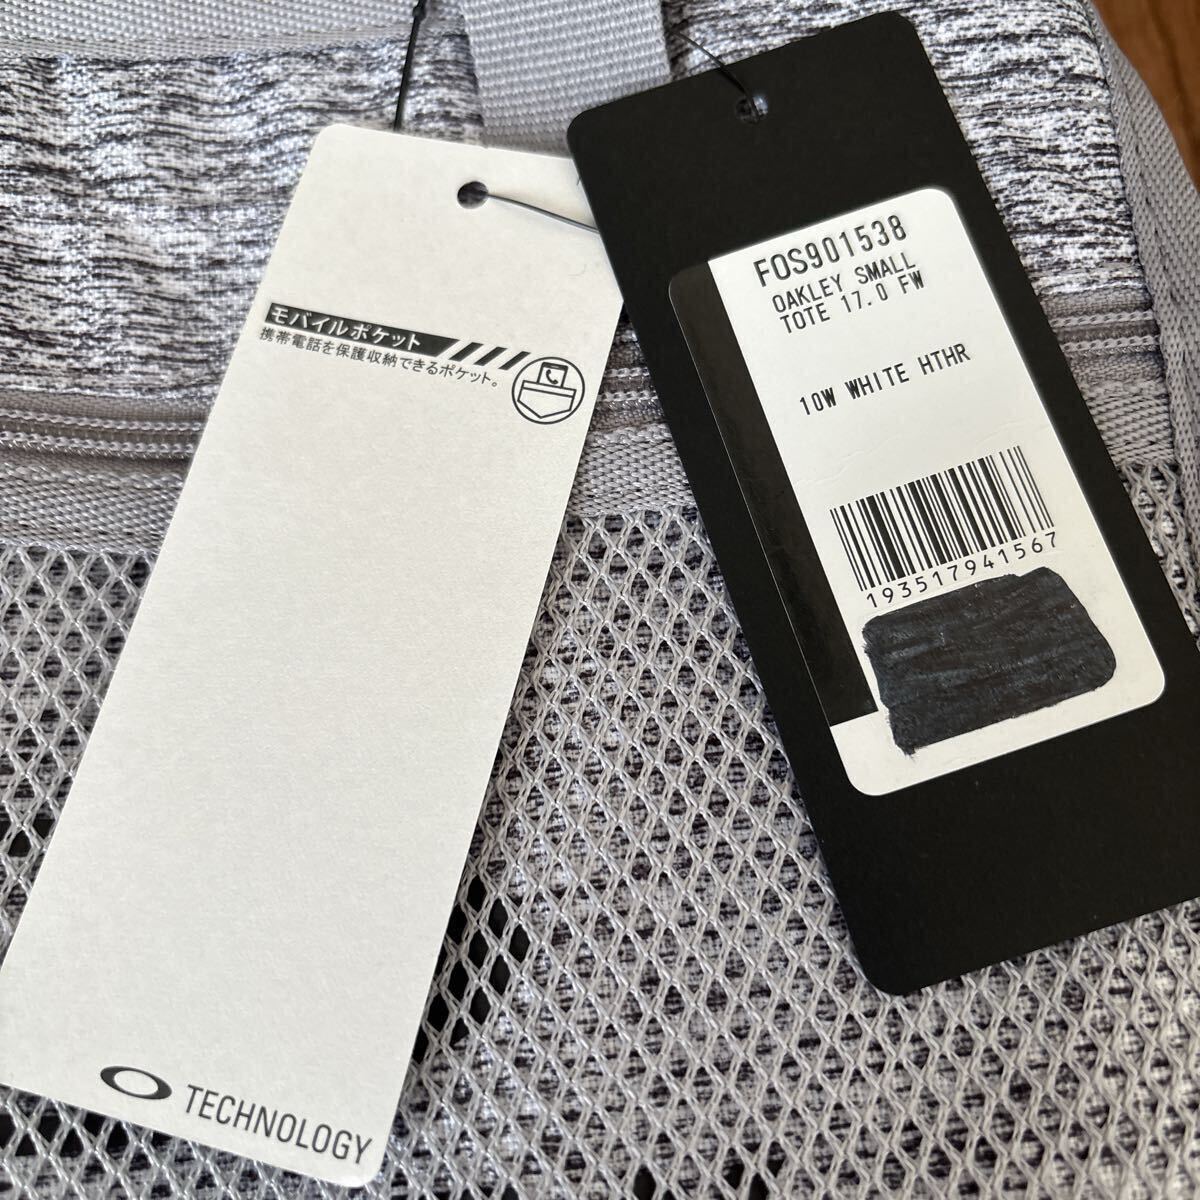 モバイルポケット
携帯電話を保護収納できるポケット。
TECHNOLOGY
FOS901538
OAKLEY SMALL
TOTE 17.0 FW
10W WHITE HTHR
193517941567